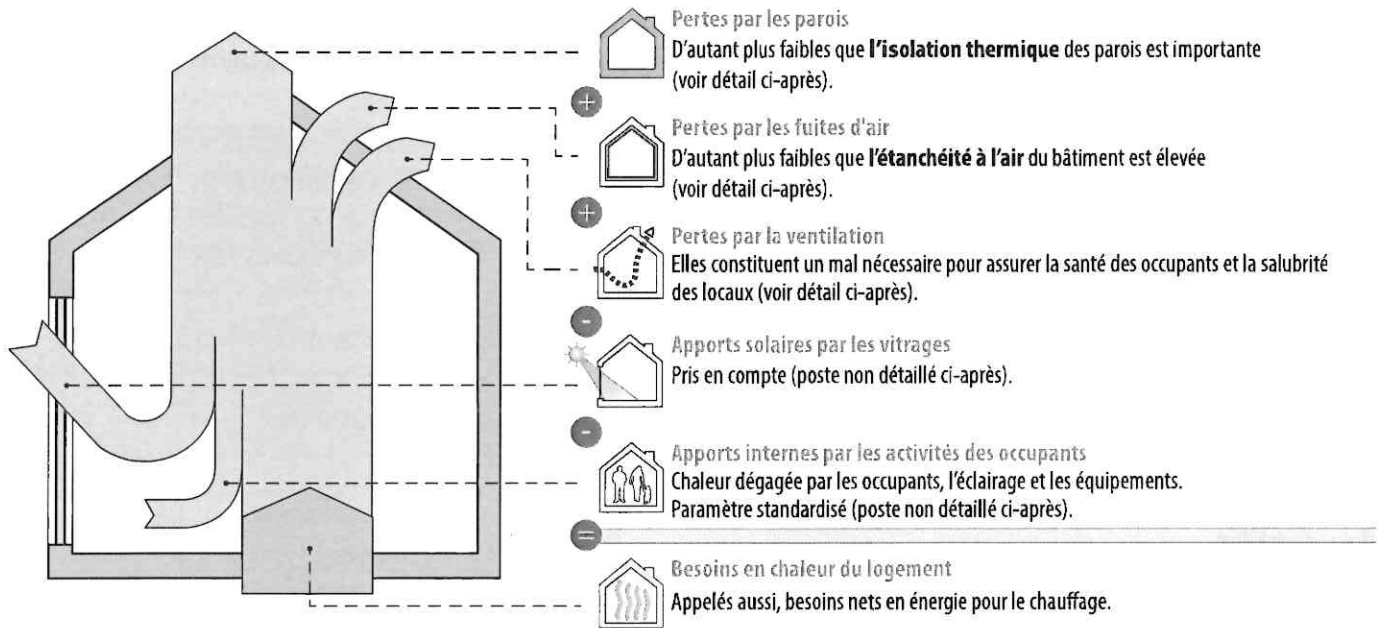 Pertes par les parois
D'autant plus faibles que l'isolation thermique des parois est importante
(voir détail ci-après).
+
Pertes par les fuites d'air
D'autant plus faibles que l'étanchéité à l'air du bâtiment est élevée
(voir détail ci-après).
+
Pertes par la ventilation
Elles constituent un mal nécessaire pour assurer la santé des occupants et la salubrité
des locaux (voir détail ci-après).
-
Apports solaires par les vitrages
Pris en compte (poste non détaillé ci-après).
-
Apports internes par les activités des occupants
Chaleur dégagée par les occupants, l'éclairage et les équipements.
Paramètre standardisé (poste non détaillé ci-après).
=
Besoins en chaleur du logement
Appelés aussi, besoins nets en énergie pour le chauffage.